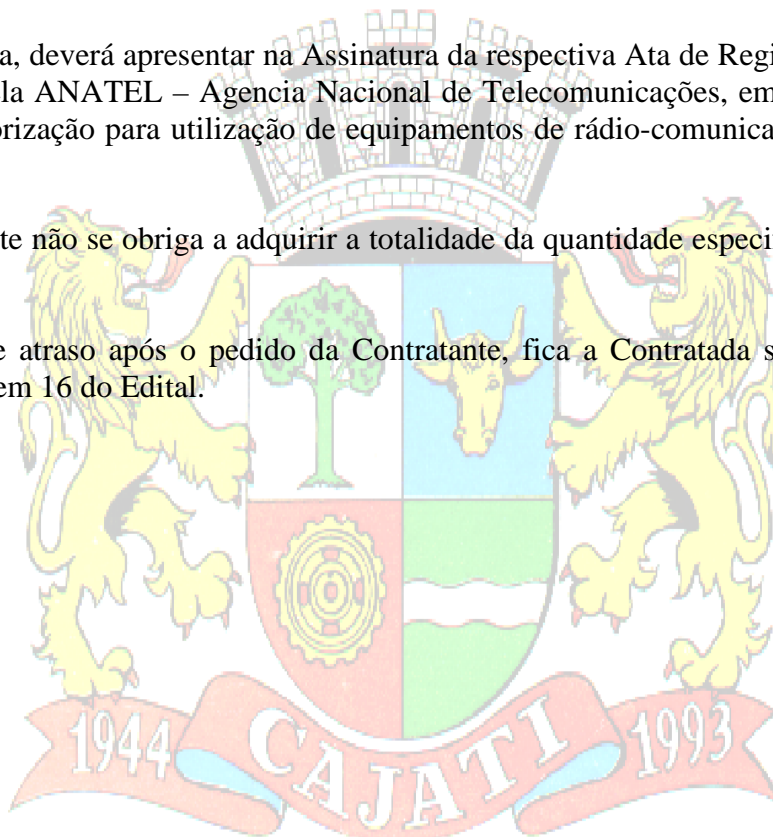 a, deverá apresentar na Assinatura da respectiva Ata de Regi
la ANATEL – Agencia Nacional de Telecomunicações, em
orização para utilização de equipamentos de rádio-comunica
te não se obriga a adquirir a totalidade da quantidade especi
e atraso após o pedido da Contratante, fica a Contratada s
em 16 do Edital.
1944 CAJATI 1993